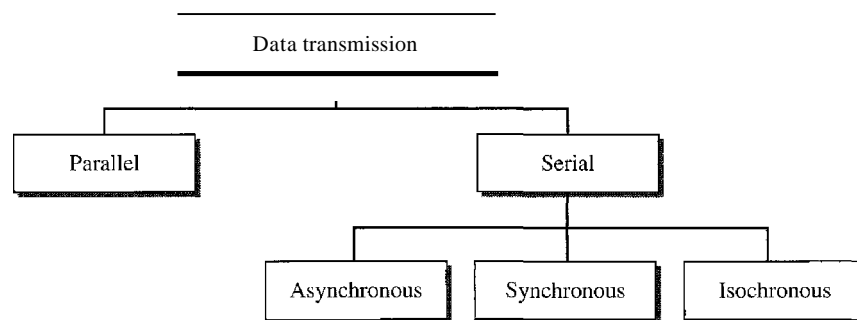 Data transmission
Parallel
Serial
Asynchronous
Synchronous
Isochronous